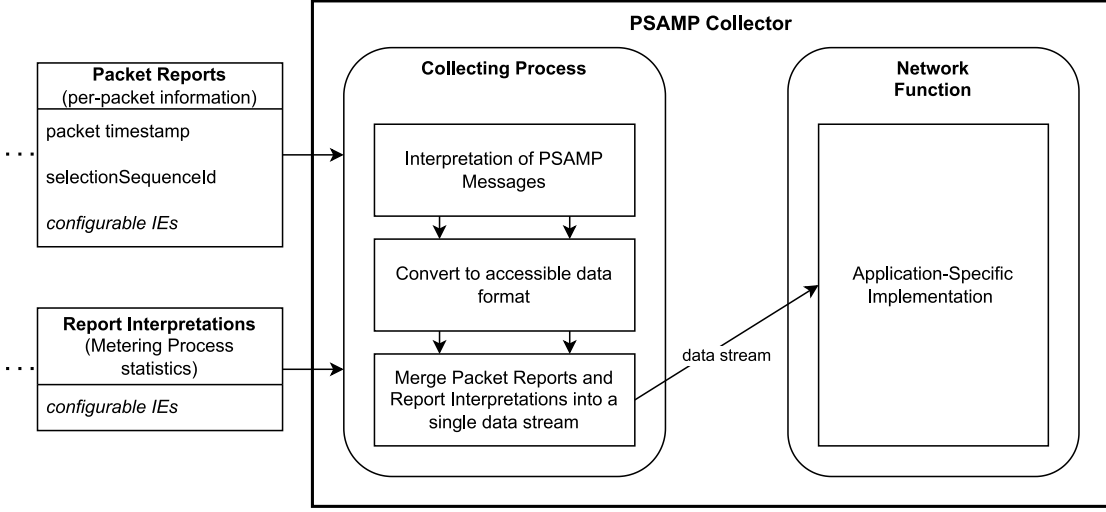 PSAMP Collector
Packet Reports
(per-packet information)
packet timestamp
selectionSequenceId
configurable IEs
. . .
Report Interpretations
(Metering Process
statistics)
configurable IEs
. . .
Collecting Process
Interpretation of PSAMP
Messages
Convert to accessible data
format
Merge Packet Reports and
Report Interpretations into a
single data stream
data stream
Network
Function
Application-Specific
Implementation